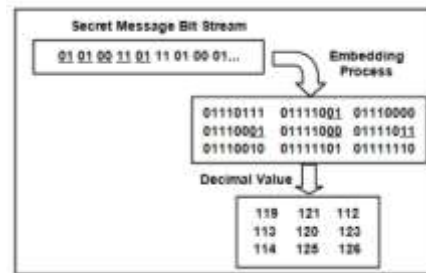 Secret Message Bit Stream
01 01 00 11 01 11 01 00 01...
Embedding
Process
01110111 01111001 01110000
01110001 01111000 01111011
01110010 01111101 01111110
Decimal Value
119 121 112
113 120 123
114 125 126